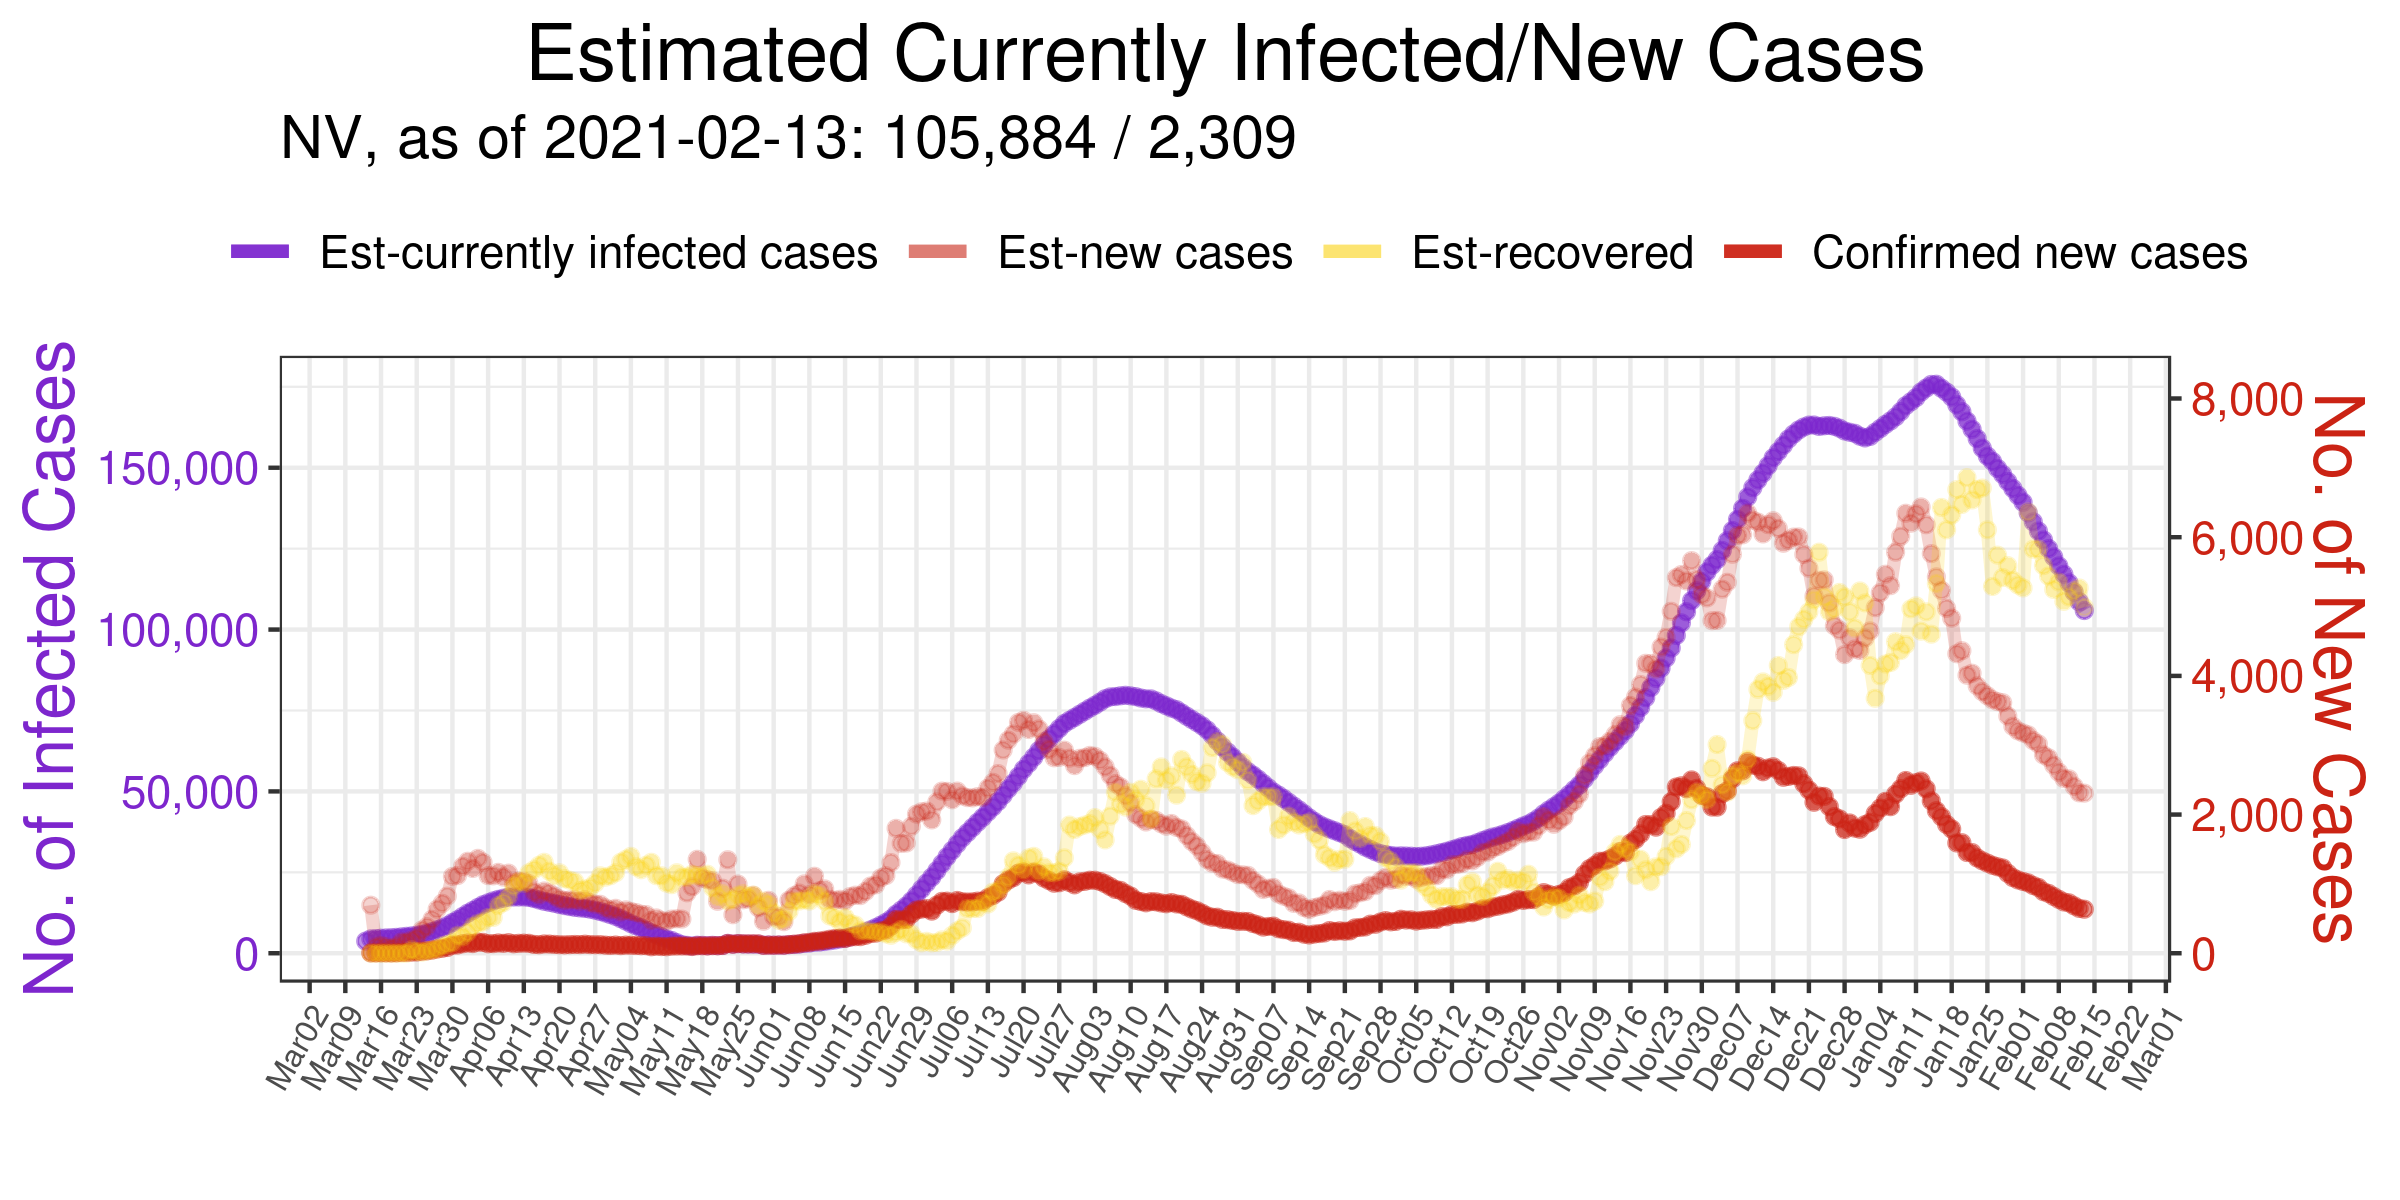 Estimated Currently Infected/New Cases
NV, as of 2021-02-13: 105,884 / 2,309
Est-currently infected cases Est-new cases Est-recovered Confirmed new cases
No. of Infected Cases
150,000
100,000
50,000
0
8,000
6,000
4,000
2,000
0
No. of New Cases
Mar02 Mar09 Mar16 Mar23 Mar30 Apr06 Apr13 Apr20 Apr27 May04 May11 May18 May25 Jun01 Jun08 Jun15 Jun22 Jun29 Jul06 Jul13 Jul20 Jul27 Aug03 Aug10 Aug17 Aug24 Aug31 Sep07 Sep14 Sep21 Sep28 Oct05 Oct12 Oct19 Oct26 Nov02 Nov09 Nov16 Nov23 Nov30 Dec07 Dec14 Dec21 Dec28 Jan04 Jan11 Jan18 Jan25 Feb01 Feb08 Feb15 Feb22 Mar01